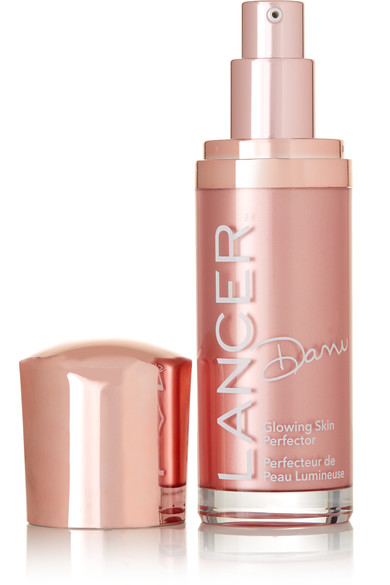 LANCER
Dani
Glowing Skin
Perfector
Perfecteur de
Peau Lumineuse